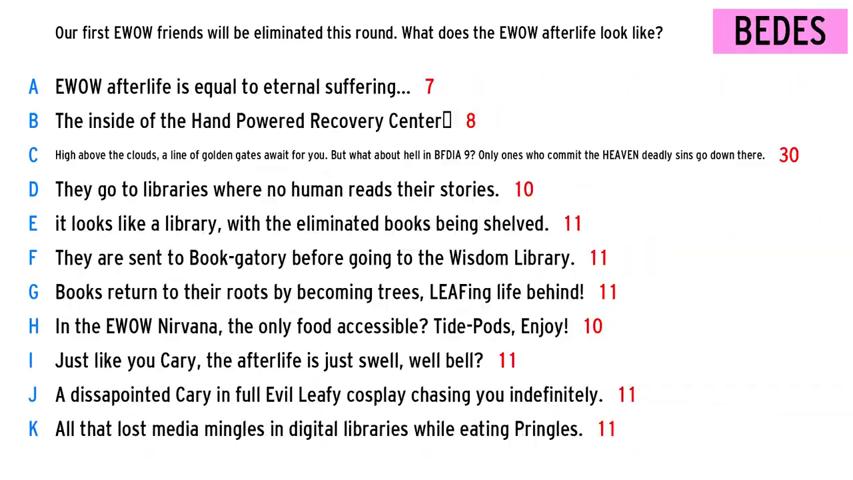 Our first EWOW friends will be eliminated this round. What does the EWOW afterlife look like?
BEDES
A EWOW afterlife is equal to eternal suffering... 7
B The inside of the Hand Powered Recovery Center▯ 8
C High above the clouds, a line of golden gates await for you. But what about hell in BFDIA 9? Only ones who commit the HEAVEN deadly sins go down there. 30
D They go to libraries where no human reads their stories. 10
E it looks like a library, with the eliminated books being shelved. 11
F They are sent to Book-gatory before going to the Wisdom Library. 11
G Books return to their roots by becoming trees, LEAFing life behind! 11
H In the EWOW Nirvana, the only food accessible? Tide-Pods, Enjoy! 10
I Just like you Cary, the afterlife is just swell, well bell? 11
J A dissapointed Cary in full Evil Leafy cosplay chasing you indefinitely. 11
K All that lost media mingles in digital libraries while eating Pringles. 11